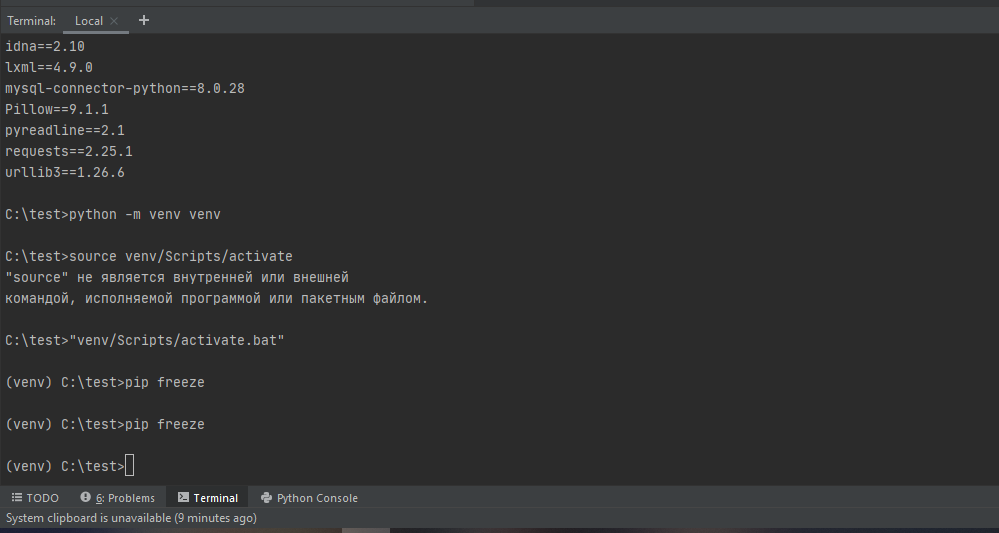 Terminal: Local × +
idna==2.10
lxml==4.9.0
mysql-connector-python==8.0.28
Pillow==9.1.1
pyreadline==2.1
requests==2.25.1
urllib3==1.26.6
C:\test>python -m venv venv
C:\test>source venv/Scripts/activate
"source" не является внутренней или внешней
командой, исполняемой программой или пакетным файлом.
C:\test>"venv/Scripts/activate.bat"
(venv) C:\test>pip freeze
(venv) C:\test>pip freeze
(venv) C:\test>
TODO 6: Problems Terminal Python Console
System clipboard is unavailable (9 minutes ago)